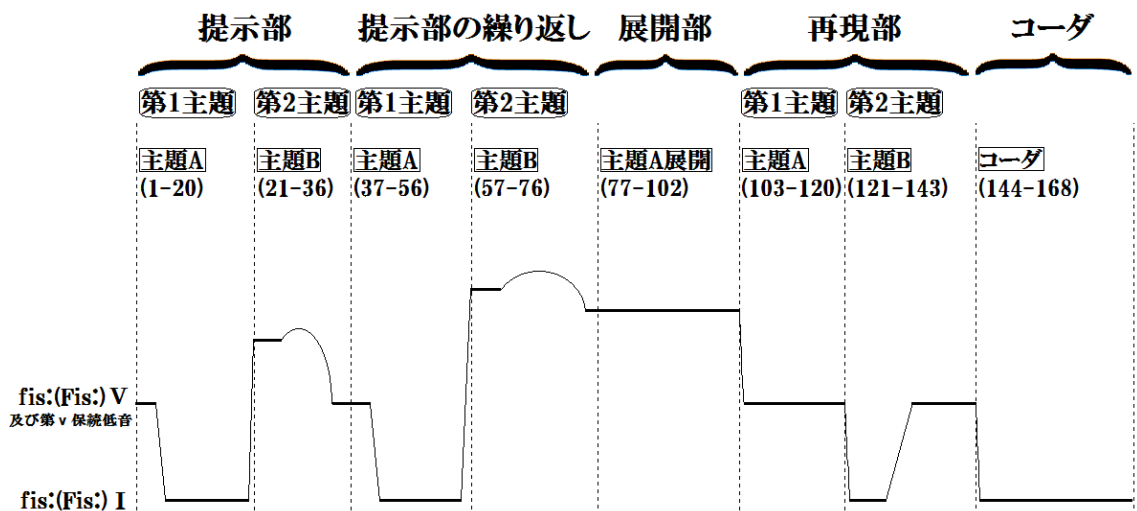 提示部 提示部の繰り返し 展開部 再現部 コーダ
第1主題 第2主題 第1主題 第2主題 第1主題 第2主題
主題A 主題B 主題A 主題B 主題A展開 主題A 主題B コーダ
(1-20) (21-36) (37-56) (57-76) (77-102) (103-120) (121-143) (144-168)
fis:(Fis:) V
及び第 v 保続低音
fis:(Fis:) I